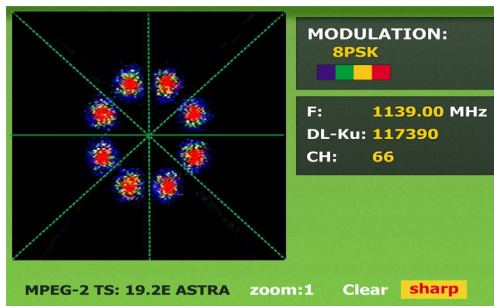 MODULATION:
8PSK
F: 1139.00 MHz
DL-Ku: 117390
CH: 66
MPEG-2 TS: 19.2E ASTRA zoom:1 Clear sharp